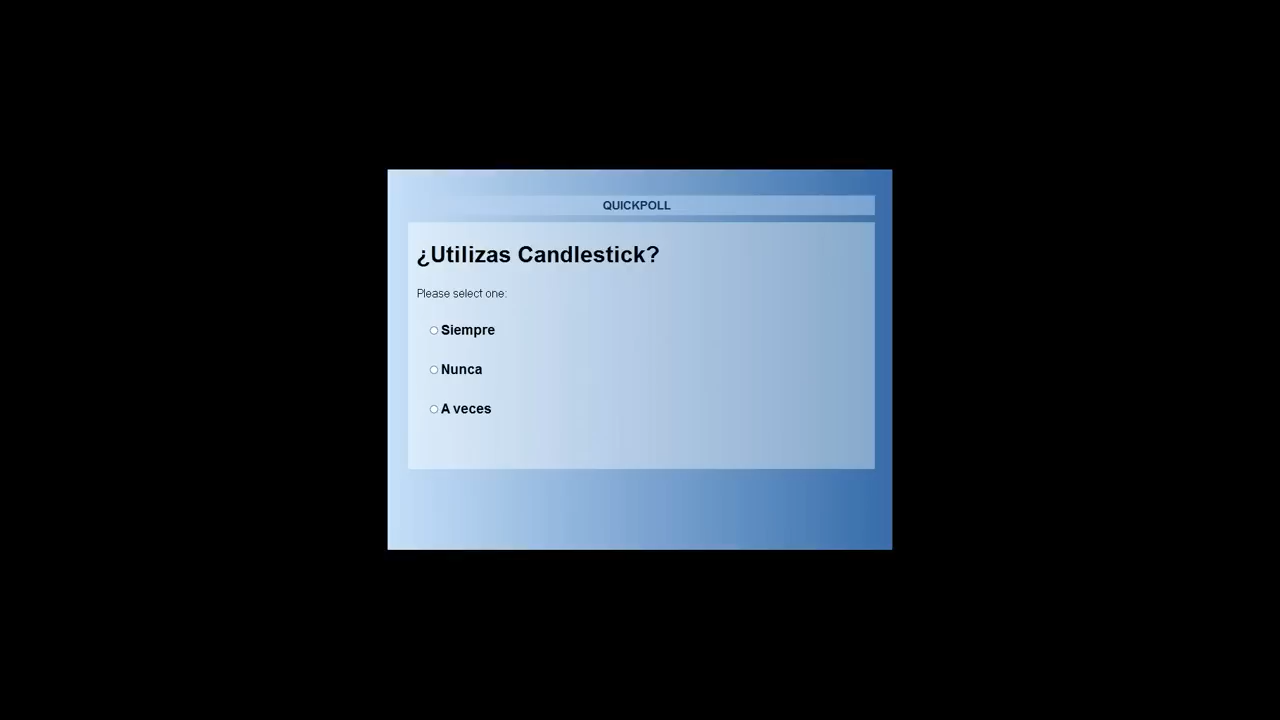 QUICKPOLL
¿Utilizas Candlestick?
Please select one:
Siempre
Nunca
A veces